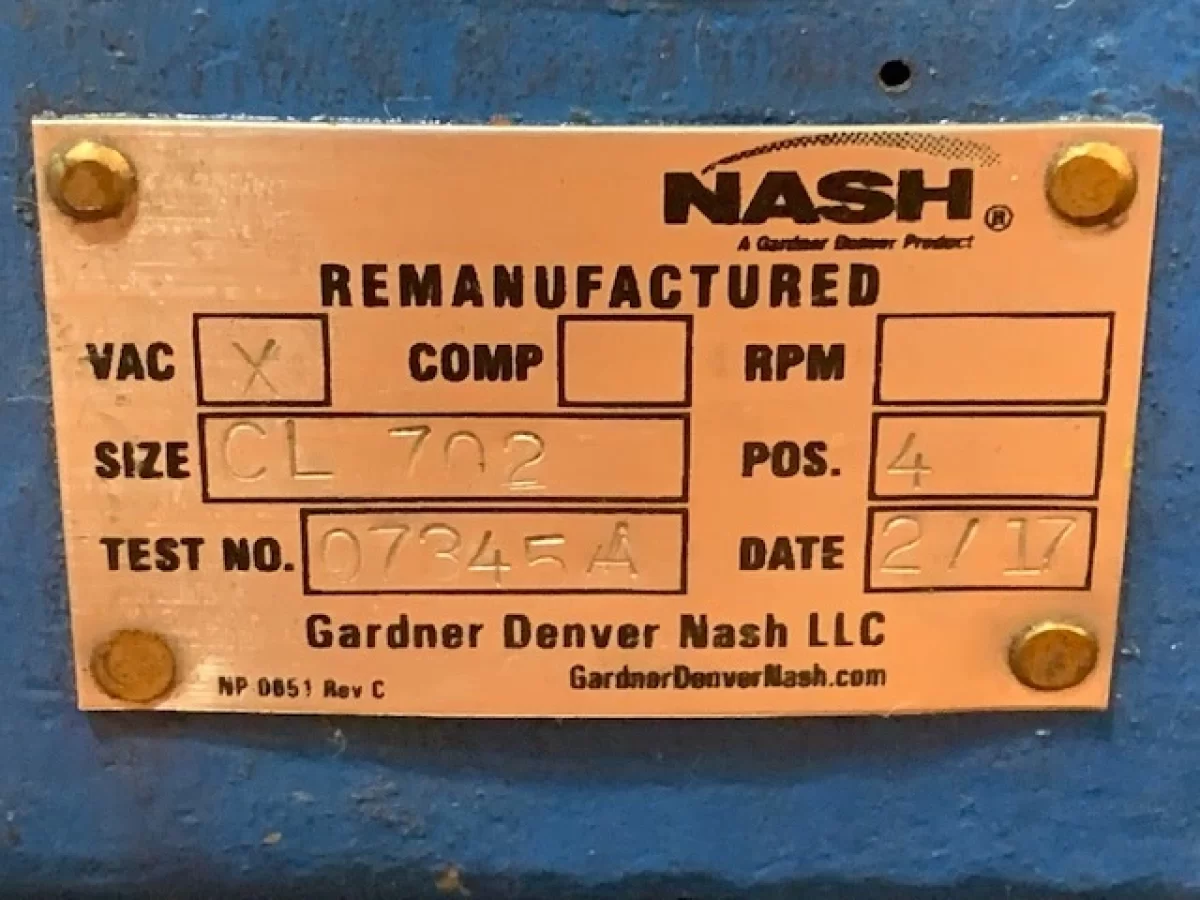 NASH®
A Gardner Denver Product
REMANUFACTURED
VAC X COMP RPM
SIZE CL 702 POS. 4
TEST NO. 07345A DATE 2/17
Gardner Denver Nash LLC
NP 0651 Rev C GardnerDenverNash.com